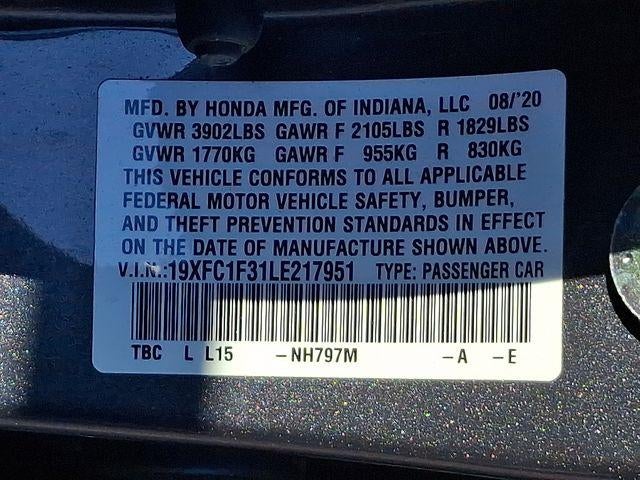 MFD. BY HONDA MFG. OF INDIANA, LLC 08/'20
GVWR 3902LBS GAWR F 2105LBS R 1829LBS
GVWR 1770KG GAWR F 955KG R 830KG
THIS VEHICLE CONFORMS TO ALL APPLICABLE
FEDERAL MOTOR VEHICLE SAFETY, BUMPER,
AND THEFT PREVENTION STANDARDS IN EFFECT
ON THE DATE OF MANUFACTURE SHOWN ABOVE.
V.I.N.:19XFC1F31LE217951 TYPE: PASSENGER CAR
TBC L L15 -NH797M -A -E